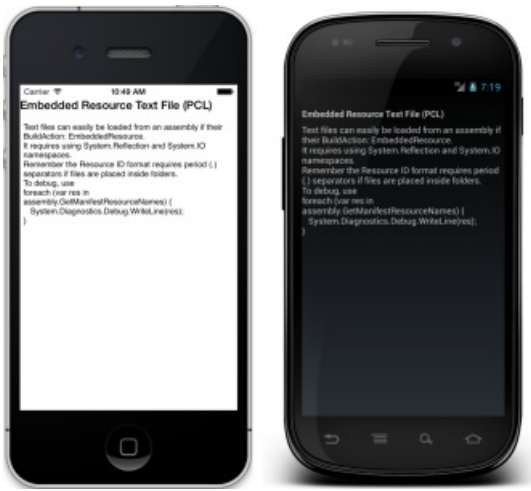 Carrier 10:49 AM
Embedded Resource Text File (PCL)
Text files can easily be loaded from an assembly if their
BuildAction: EmbeddedResource.
It requires using System.Reflection and System.IO
namespaces.
Remember the Resource ID format requires period (.)
separators if files are placed inside folders.
To debug, use
foreach (var res in
assembly.GetManifestResourceNames) {
System.Diagnostics.Debug.WriteLine(res);
}
7:19
Embedded Resource Text File (PCL)
Text files can easily be loaded from an assembly if
their BuildAction: EmbeddedResource.
It requires using System.Reflection and System.IO
namespaces.
Remember the Resource ID format requires period
(.) separators if files are placed inside folders.
To debug, use
foreach (var res in
assembly.GetManifestResourceNames) {
System.Diagnostics.Debug.WriteLine(res);
}